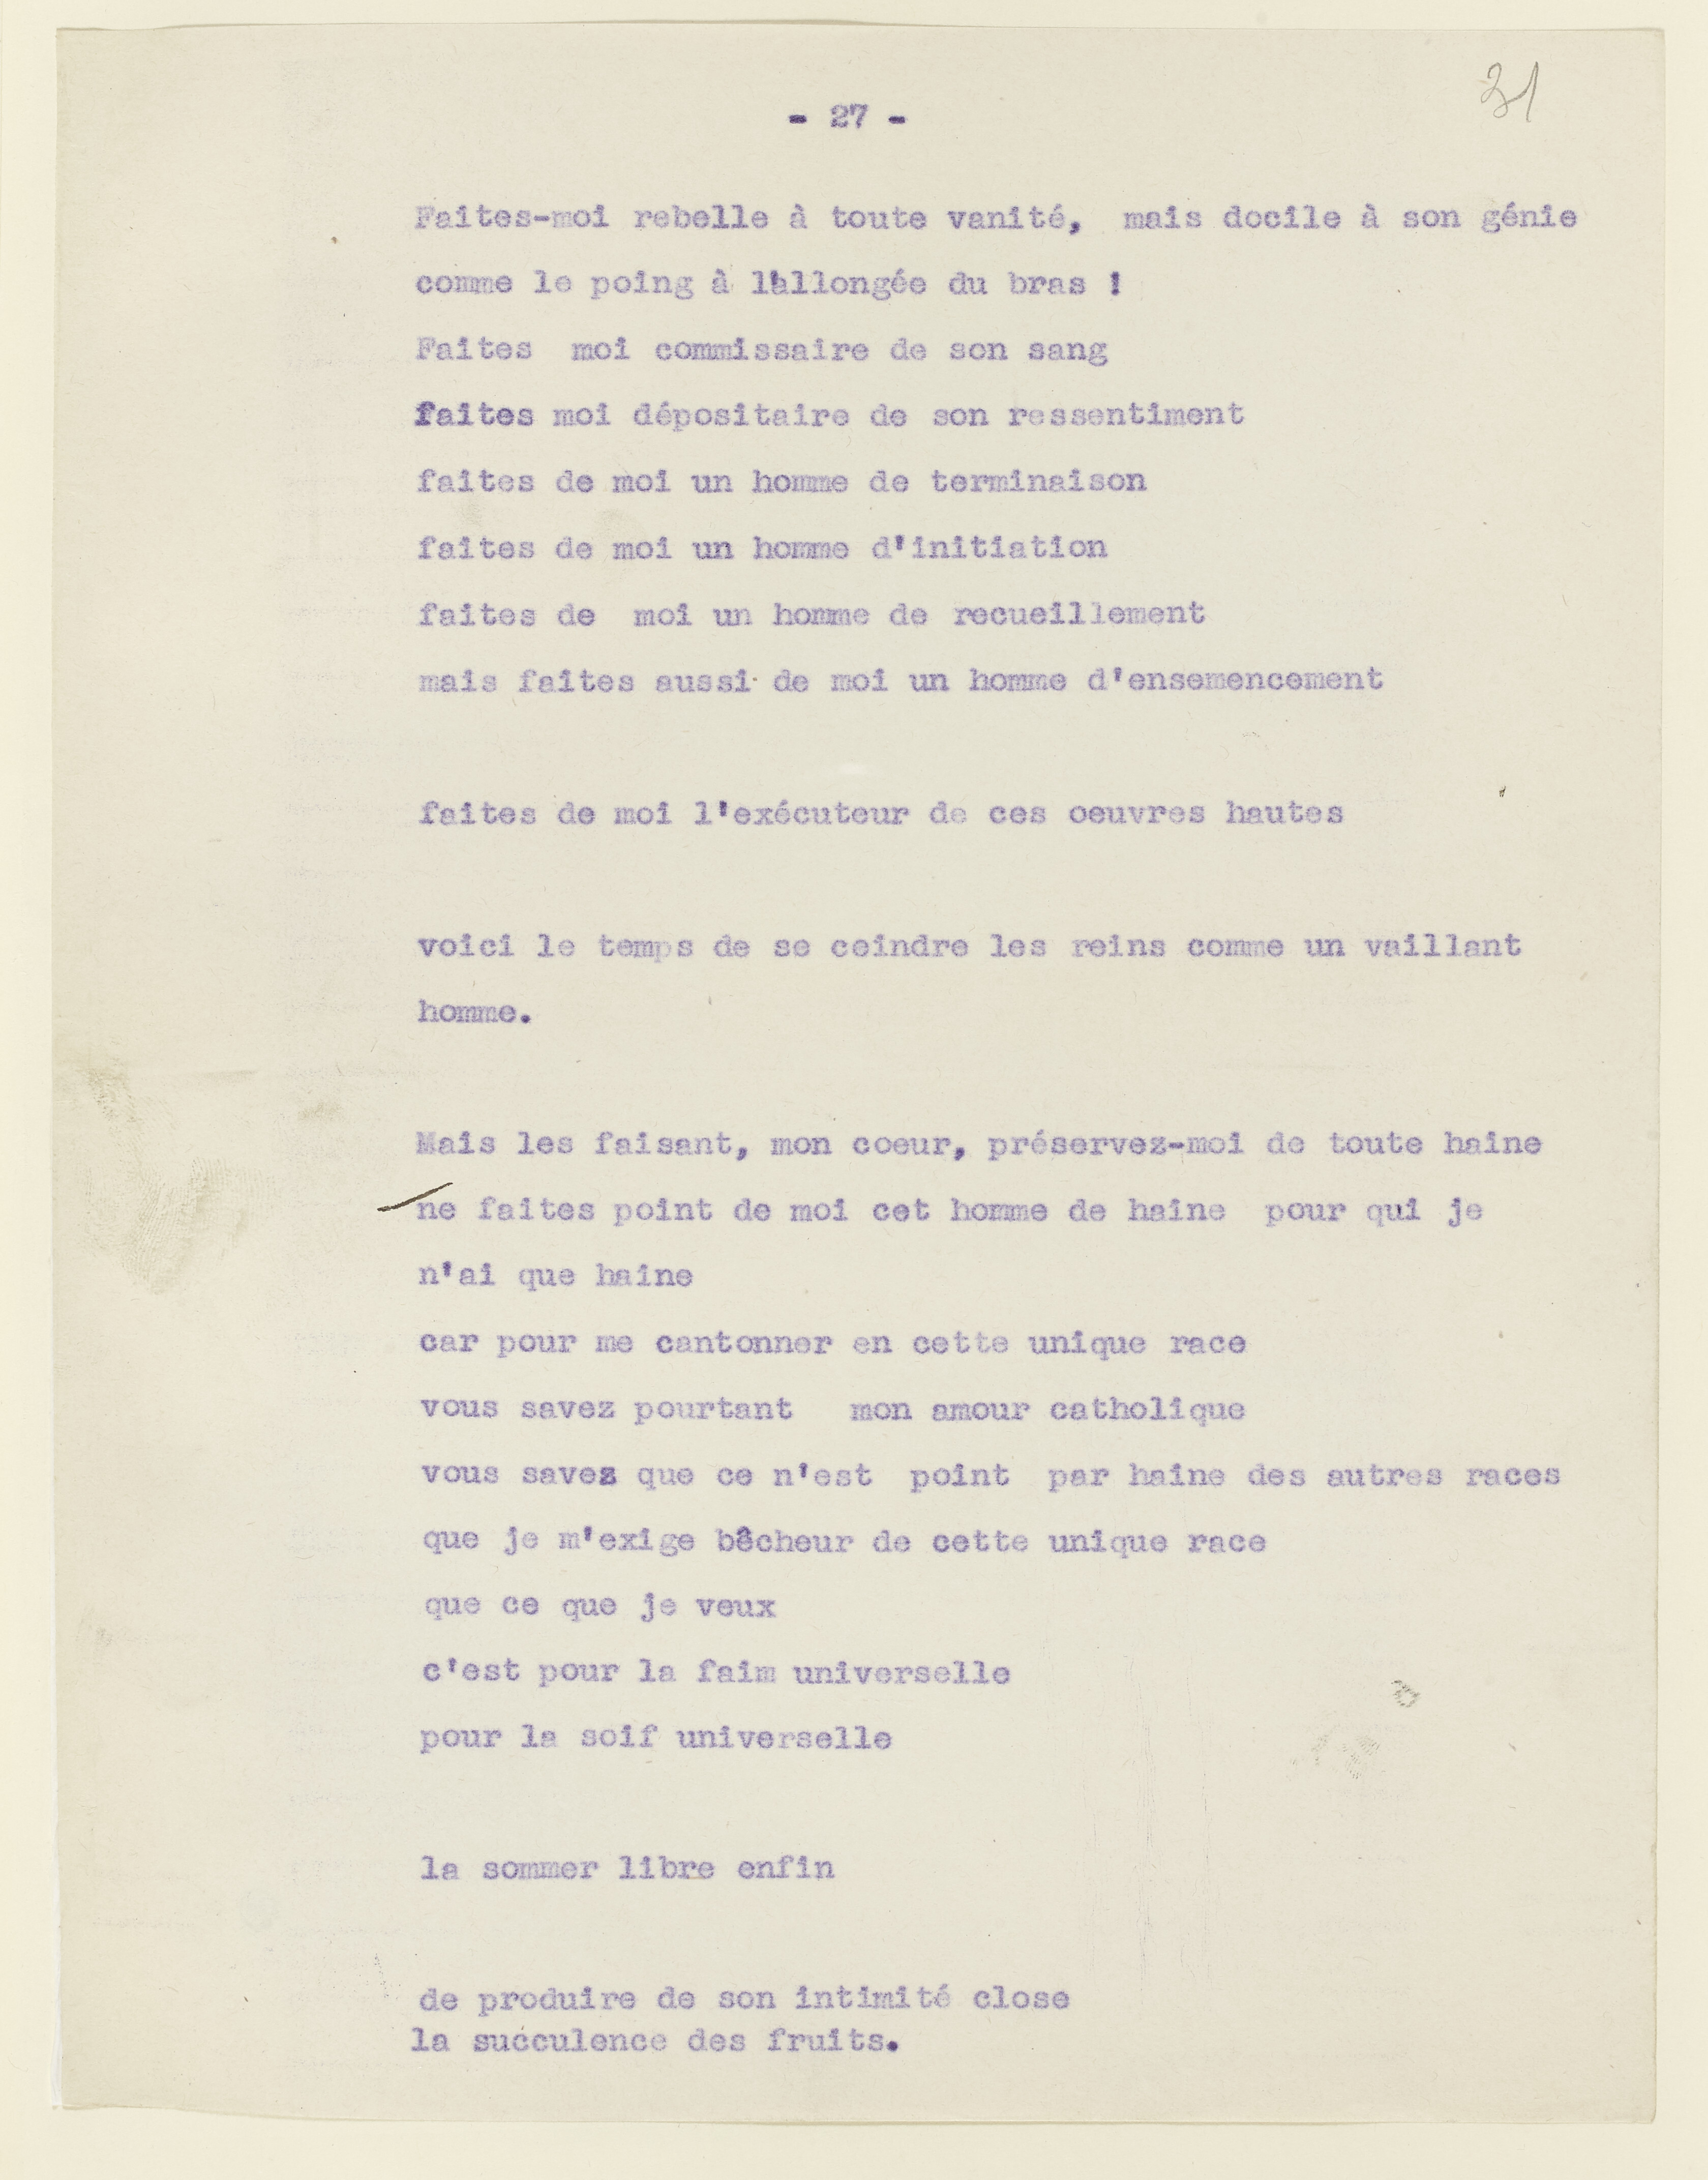 31
- 27 -
Faites-moi rebelle à toute vanité, mais docile à son génie
comme le poing à l'allongée du bras !
Faites moi commissaire de son sang
faites moi dépositaire de son ressentiment
faites de moi un homme de terminaison
faites de moi un homme d'initiation
faites de moi un homme de recueillement
mais faites aussi de moi un homme d'ensemencement
faites de moi l'exécuteur de ces oeuvres hautes
voici le temps de se ceindre les reins comme un vaillant
homme.
Mais les faisant, mon coeur, préservez-moi de toute haine
ne faites point de moi cet homme de haine pour qui je
n'ai que haine
car pour me cantonner en cette unique race
vous savez pourtant mon amour catholique
vous savez que ce n'est point par haine des autres races
que je m'exige bêcheur de cette unique race
que ce que je veux
c'est pour la faim universelle
pour la soif universelle
la sommer libre enfin
de produire de son intimité close
la succulence des fruits.